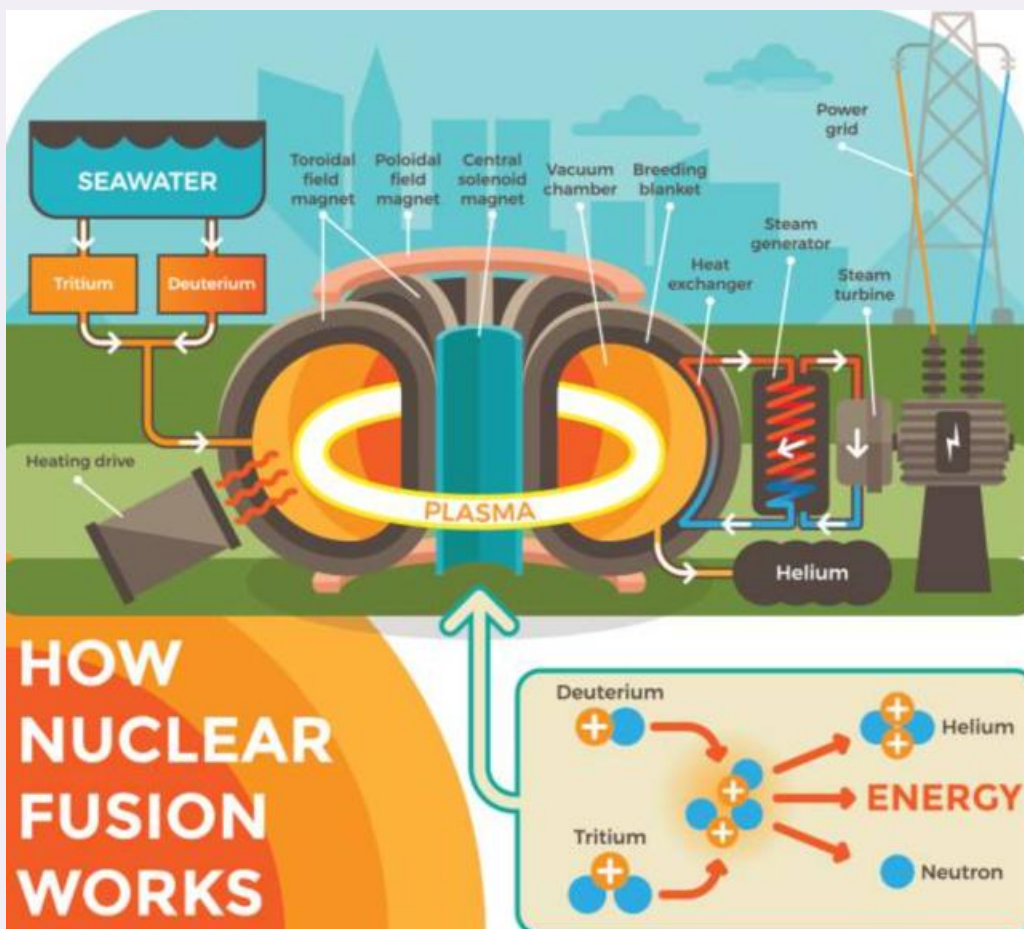 SEAWATER
Tritium
Deuterium
Toroidal
field
magnet
Poloidal
field
magnet
Central
solenoid
magnet
Vacuum
chamber
Breeding
blanket
Heat
exchanger
Steam
generator
Steam
turbine
Power
grid
Heating drive
PLASMA
Helium
HOW
NUCLEAR
FUSION
WORKS
Deuterium
Tritium
Helium
ENERGY
Neutron